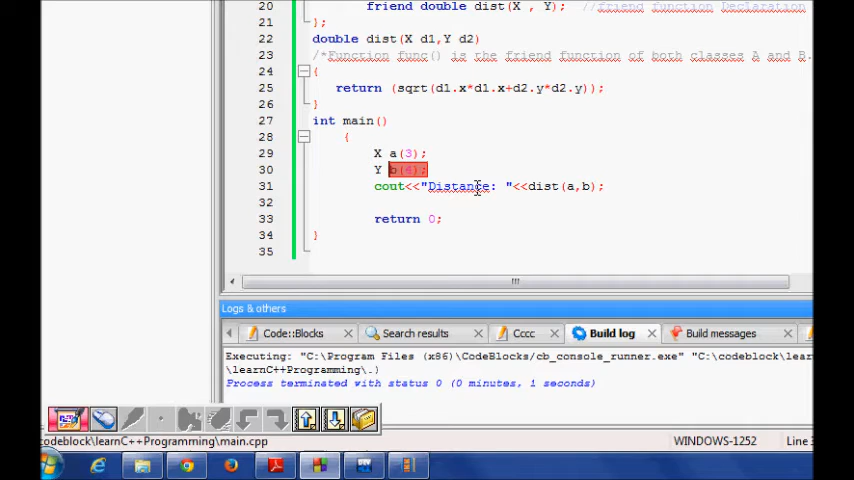 20 friend double dist(X , Y); //friend function Declaration
21 };
22 double dist(X d1,Y d2)
23 /*Function func() is the friend function of both classes A and B.
24 {
25 return (sqrt(d1.x*d1.x+d2.y*d2.y));
26 }
27 int main()
28 {
29 X a(3);
30 Y b(4);
31 cout<<"Distance: "<<dist(a,b);
32
33 return 0;
34 }
35
Logs & others
Code::Blocks Search results Cccc Build log Build messages
Executing: "C:\Program Files (x86)\CodeBlocks/cb_console_runner.exe" "C:\codeblock\lear
\learnC++Programming\.)
Process terminated with status 0 (0 minutes, 1 seconds)
codeblock\learnC++Programming\main.cpp WINDOWS-1252 Line 3